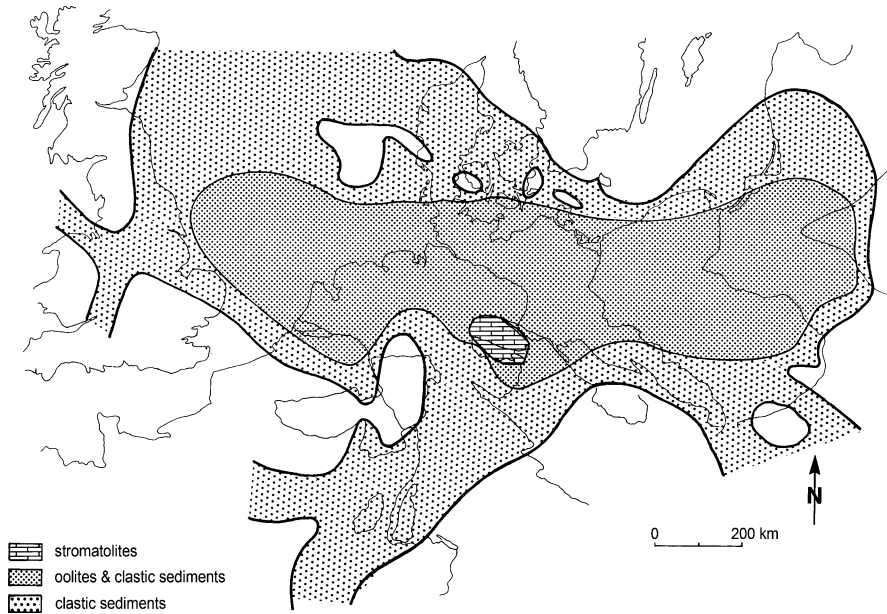 N
0 200 km
stromatolites
oolites & clastic sediments
clastic sediments